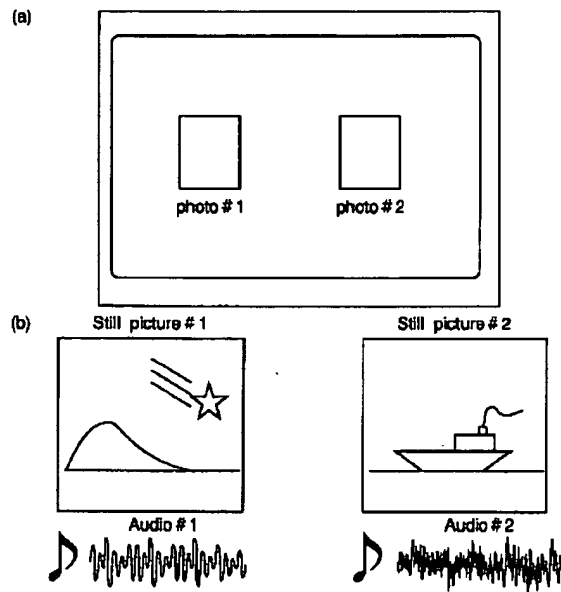 (a)
photo # 1 photo # 2
(b)
Still picture # 1 Still picture # 2
Audio # 1 Audio # 2